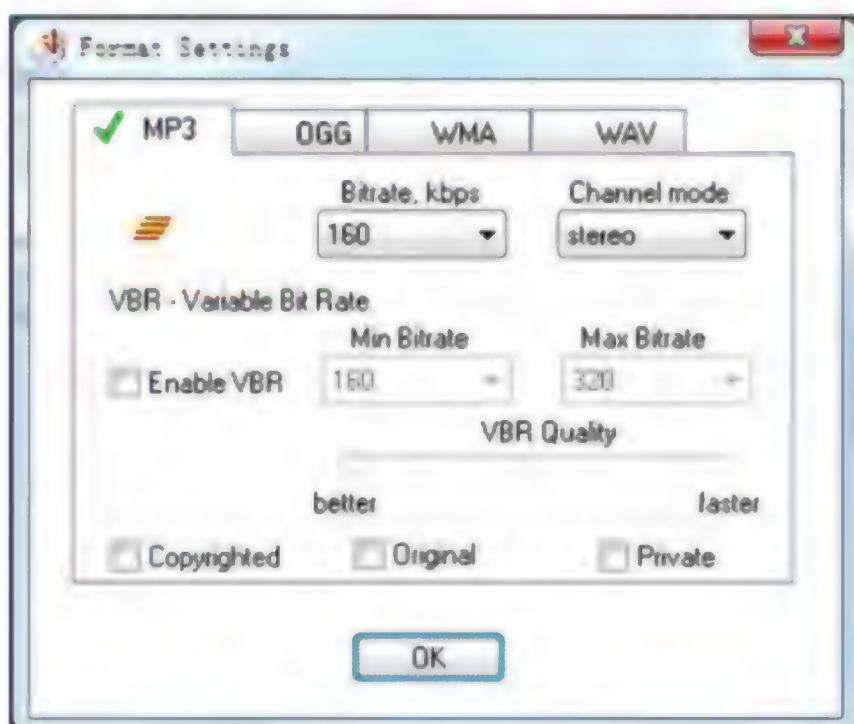 Format Settings
MP3 OGG WMA WAV
Bitrate, kbps Channel mode
160 stereo
VBR - Variable Bit Rate
Min Bitrate Max Bitrate
Enable VBR 160 320
VBR Quality
better faster
Copyrighted Original Private
OK